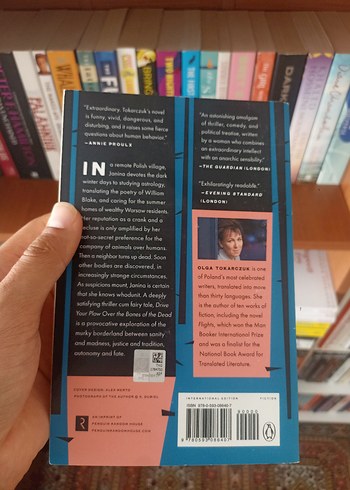 "Extraordinary. Tokarczuk's novel
is funny, vivid, dangerous, and
disturbing, and it raises some fierce
questions about human behavior."
—ANNIE PROULX
IN a remote Polish village,
Janina devotes the dark
winter days to studying astrology,
translating the poetry of William
Blake, and caring for the summer
homes of wealthy Warsaw residents.
Her reputation as a crank and a
recluse is only amplified by her
not-so-secret preference for the
company of animals over humans.
Then a neighbor turns up dead. Soon
other bodies are discovered, in
increasingly strange circumstances.
As suspicions mount, Janina is certain
that she knows whodunit. A deeply
satisfying thriller cum fairy tale, Drive
Your Plow Over the Bones of the Dead
is a provocative exploration of the
murky borderland between sanity
and madness, justice and tradition,
autonomy and fate.
COVER DESIGN: ALEX MERTO
AN IMPRINT OF
PENGUIN RANDOM HOUSE
PENGUINRANDOMHOUSE.COM
"An astonishing amalgam
of thriller, comedy, and
political treatise, written
by a woman who combines
an extraordinary intellect
with an anarchic sensibility."
—THE GUARDIAN (LONDON)
"Exhilaratingly readable."
—EVENING STANDARD
(LONDON)
OLGA TOKARCZUK is one
of Poland's most celebrated
writers, translated into more
than thirty languages. She
is the author of ten works of
fiction, including the novel
Flights, which won the Man
Booker International Prize
and was a finalist for the
National Book Award for
Translated Literature.
INTERNATIONAL EDITION
FICTION
90000